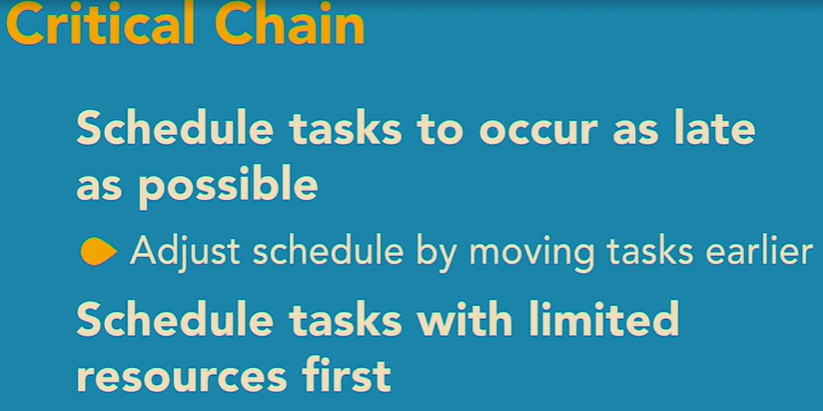 Critical Chain
Schedule tasks to occur as late
as possible
Adjust schedule by moving tasks earlier
Schedule tasks with limited
resources first